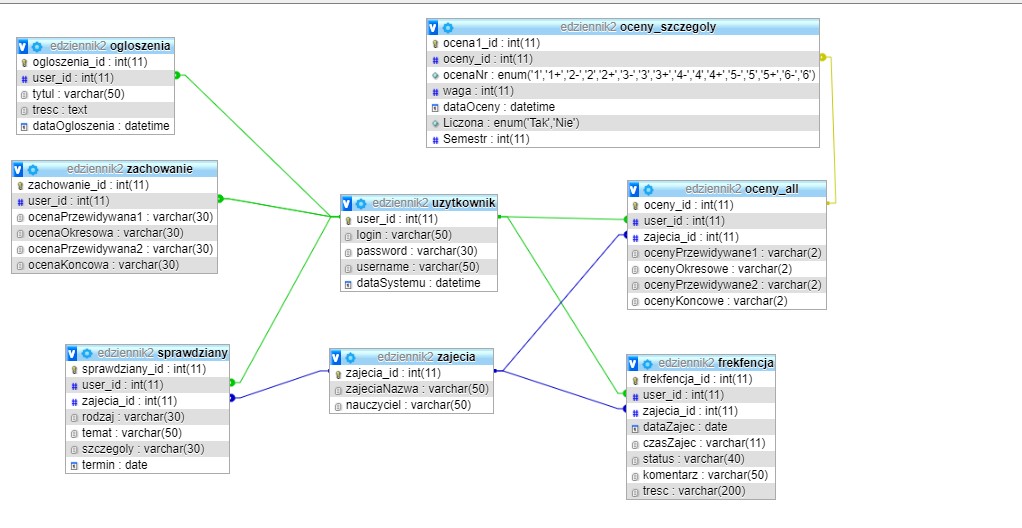 edziennik2 ogloszenia
ogloszenia_id : int(11)
user_id : int(11)
tytul : varchar(50)
tresc : text
dataOgloszenia : datetime
edziennik2 oceny_szczegoly
ocena1_id : int(11)
oceny_id : int(11)
ocenaNr : enum('1','1+','2-','2','2+','3-','3','3+','4-','4','4+','5-','5','5+','6-','6')
waga : int(11)
dataOceny : datetime
Liczona : enum('Tak','Nie')
Semestr : int(11)
edziennik2 zachowanie
zachowanie_id : int(11)
user_id : int(11)
ocenaPrzewidywana1 : varchar(30)
ocenaOkresowa : varchar(30)
ocenaPrzewidywana2 : varchar(30)
ocenaKoncowa : varchar(30)
edziennik2 uzytkownik
user_id : int(11)
login : varchar(50)
password : varchar(30)
username : varchar(50)
dataSystemu : datetime
edziennik2 oceny_all
oceny_id : int(11)
user_id : int(11)
zajecia_id : int(11)
ocenyPrzewidywane1 : varchar(2)
ocenyOkresowe : varchar(2)
ocenyPrzewidywane2 : varchar(2)
ocenyKoncowe : varchar(2)
edziennik2 sprawdziany
sprawdziany_id : int(11)
user_id : int(11)
zajecia_id : int(11)
rodzaj : varchar(30)
temat : varchar(50)
szczegoly : varchar(30)
termin : date
edziennik2 zajecia
zajecia_id : int(11)
zajeciaNazwa : varchar(50)
nauczyciel : varchar(50)
edziennik2 frekfencja
frekfencja_id : int(11)
user_id : int(11)
zajecia_id : int(11)
dataZajec : date
czasZajec : varchar(11)
status : varchar(40)
komentarz : varchar(50)
tresc : varchar(200)